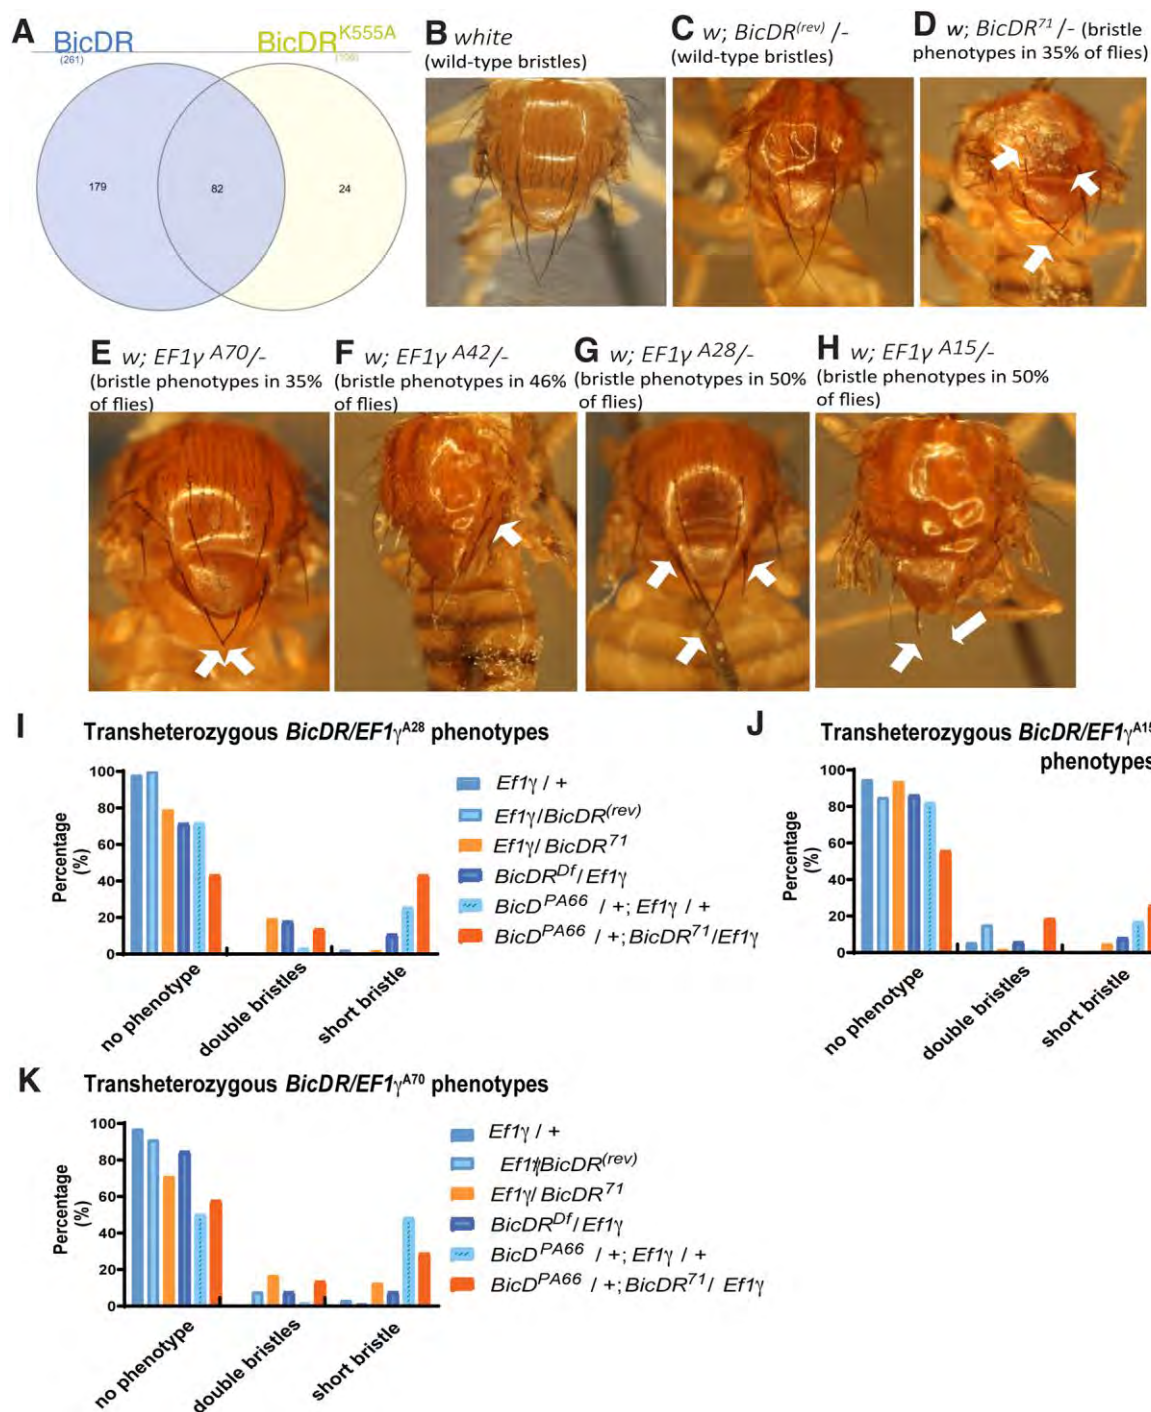 A
BicDR
(261)
BicDR^K555A
(106)
179
82
24
B white
(wild-type bristles)
C w; BicDR^(rev) /-
(wild-type bristles)
D w; BicDR^71/- (bristle
phenotypes in 35% of flies)
E w; EF1γ ^A70/-
(bristle phenotypes in 35%
of flies)
F w; EF1γ ^A42/-
(bristle phenotypes in 46%
of flies)
G w; EF1γ ^A28/-
(bristle phenotypes in 50%
of flies)
H w; EF1γ ^A15/-
(bristle phenotypes in 50%
of flies)
I Transheterozygous BicDR/EF1γ^A28 phenotypes
Percentage
(%)
100
80
60
40
20
0
no phenotype
double bristles
short bristle
Ef1γ / +
Ef1γ/BicDR^(rev)
Ef1γ/BicDR^71
BicDR^Df/Ef1γ
BicD^PA66 / +; Ef1γ / +
BicD^PA66 / +; BicDR^71/Ef1γ
J Transheterozygous BicDR/EF1γ^A15
phenotypes
Percentage
(%)
100
80
60
40
20
0
no phenotype
double bristles
short bristle
K Transheterozygous BicDR/EF1γ^A70 phenotypes
Percentage
(%)
100
80
60
40
20
0
no phenotype
double bristles
short bristle
Ef1γ / +
Ef1γ/BicDR^(rev)
Ef1γ/ BicDR^71
BicDR^Df/Ef1γ
BicD^PA66 / +; Ef1γ / +
BicD^PA66 / +; BicDR^71/ Ef1γ